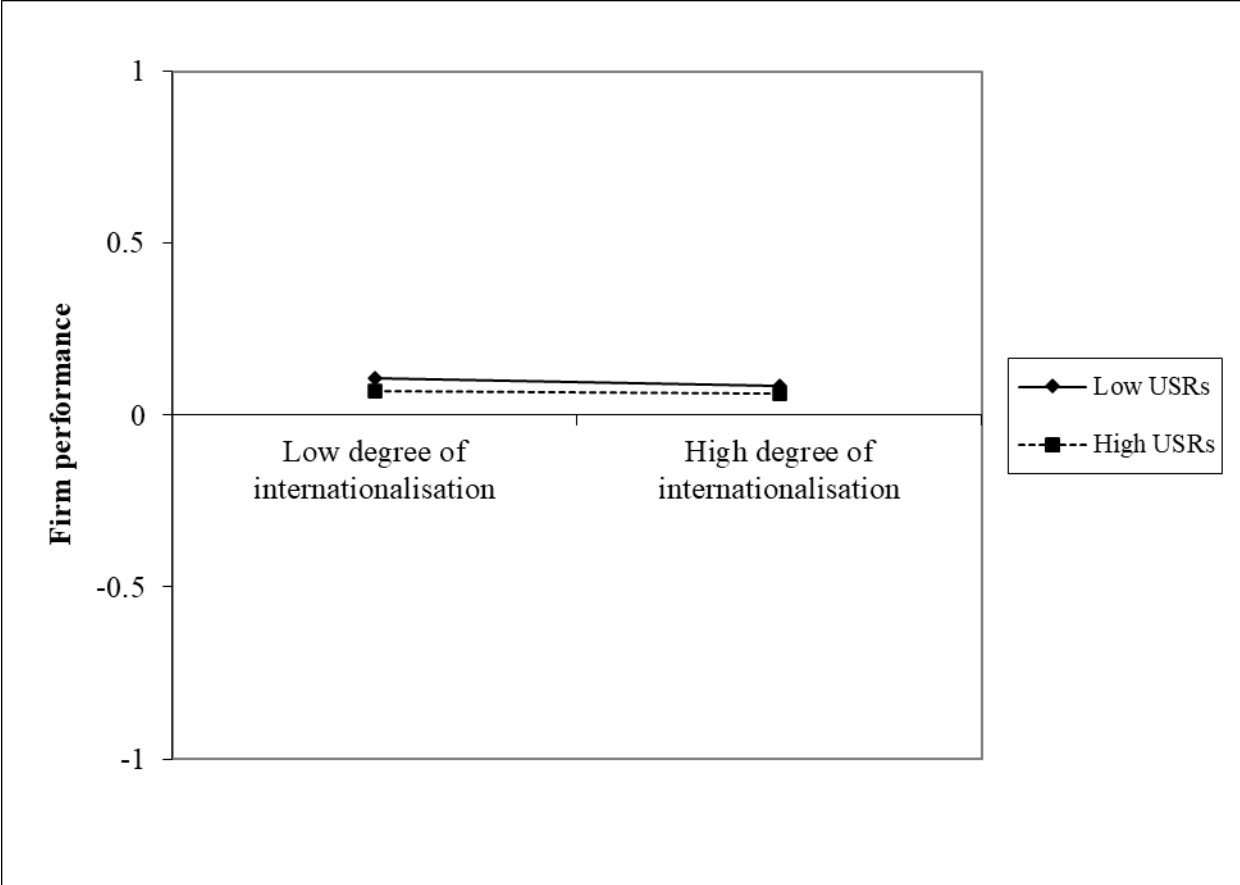 1
0.5
0
-0.5
-1
Firm performance
Low degree of
internationalisation
High degree of
internationalisation
Low USRs
High USRs